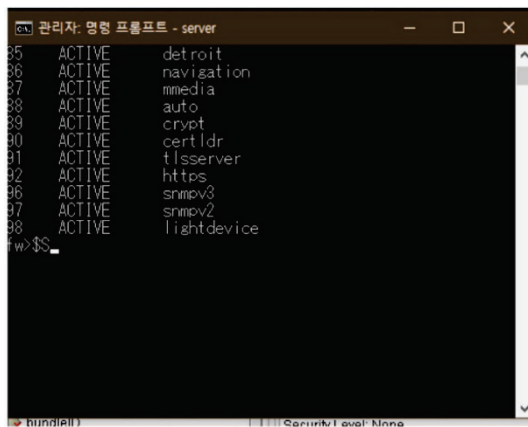 관리자: 명령 프롬프트 - server
85 ACTIVE detroit
86 ACTIVE navigation
87 ACTIVE mmedia
88 ACTIVE auto
89 ACTIVE crypt
90 ACTIVE certldr
91 ACTIVE tlsserver
92 ACTIVE https
96 ACTIVE snmpv3
97 ACTIVE snmpv2
98 ACTIVE lightdevice
fw>$S
bundleID
Security Level: None